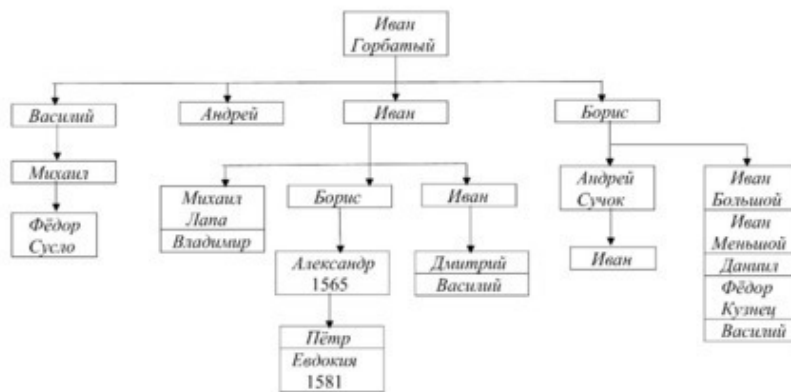 Иван
Горбатый
Василий
Андрей
Иван
Борис
Михаил
Михаил
Лапа
Владимир
Борис
Иван
Андрей
Сучок
Иван
Большой
Иван
Меньшой
Даниил
Фёдор
Кузнец
Василий
Фёдор
Сусло
Александр
1565
Дмитрий
Василий
Иван
Пётр
Евдокия
1581